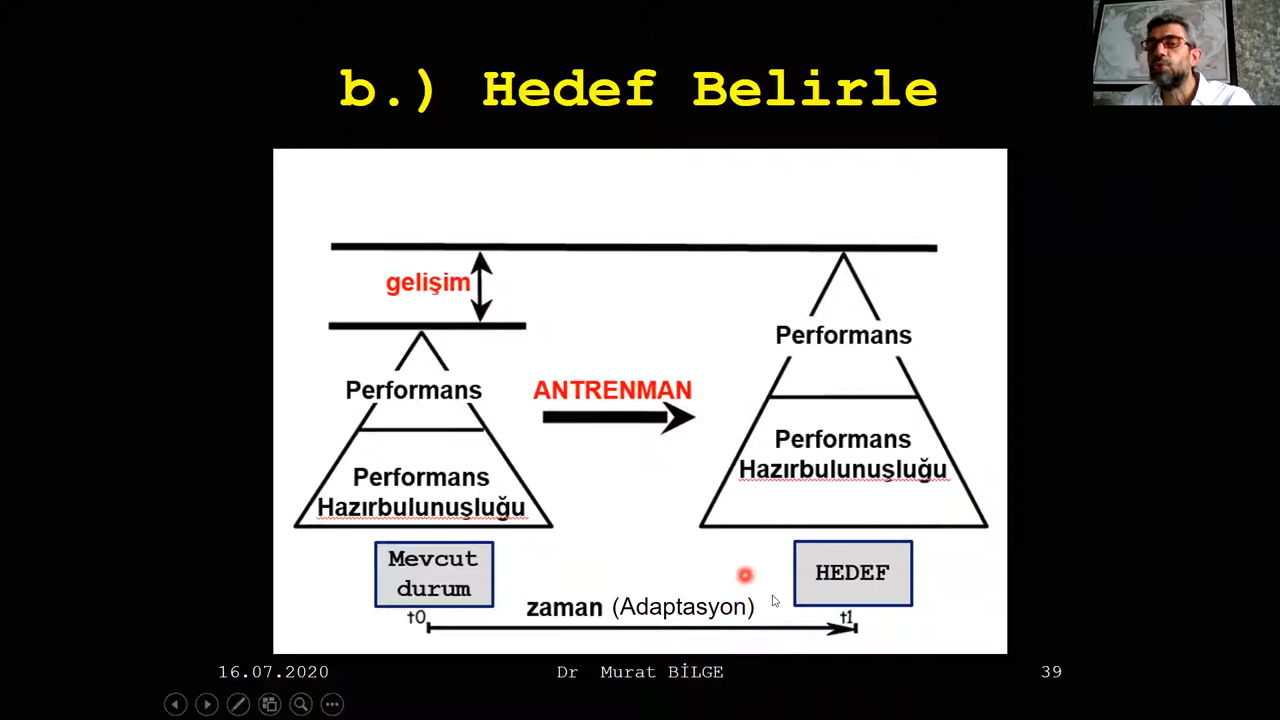 b.) Hedef Belirle
gelişim
Performans
Performans
Hazırbulunuşluğu
ANTRENMAN
Performans
Performans
Hazırbulunuşluğu
Mevcut
durum
HEDEF
t0
zaman (Adaptasyon)
t1
16.07.2020
Dr Murat BİLGE
39